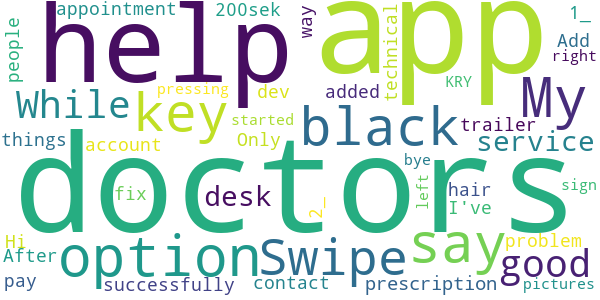 appointment 200sek way technical 1_
people help app Add
right
pressing dev added KRY My
While key black trailer
things account started Only service
doctors bye
fix desk left hair sign
I've
2_
Hi option Swipe say problem
After good
pay successfully contact prescription pictures